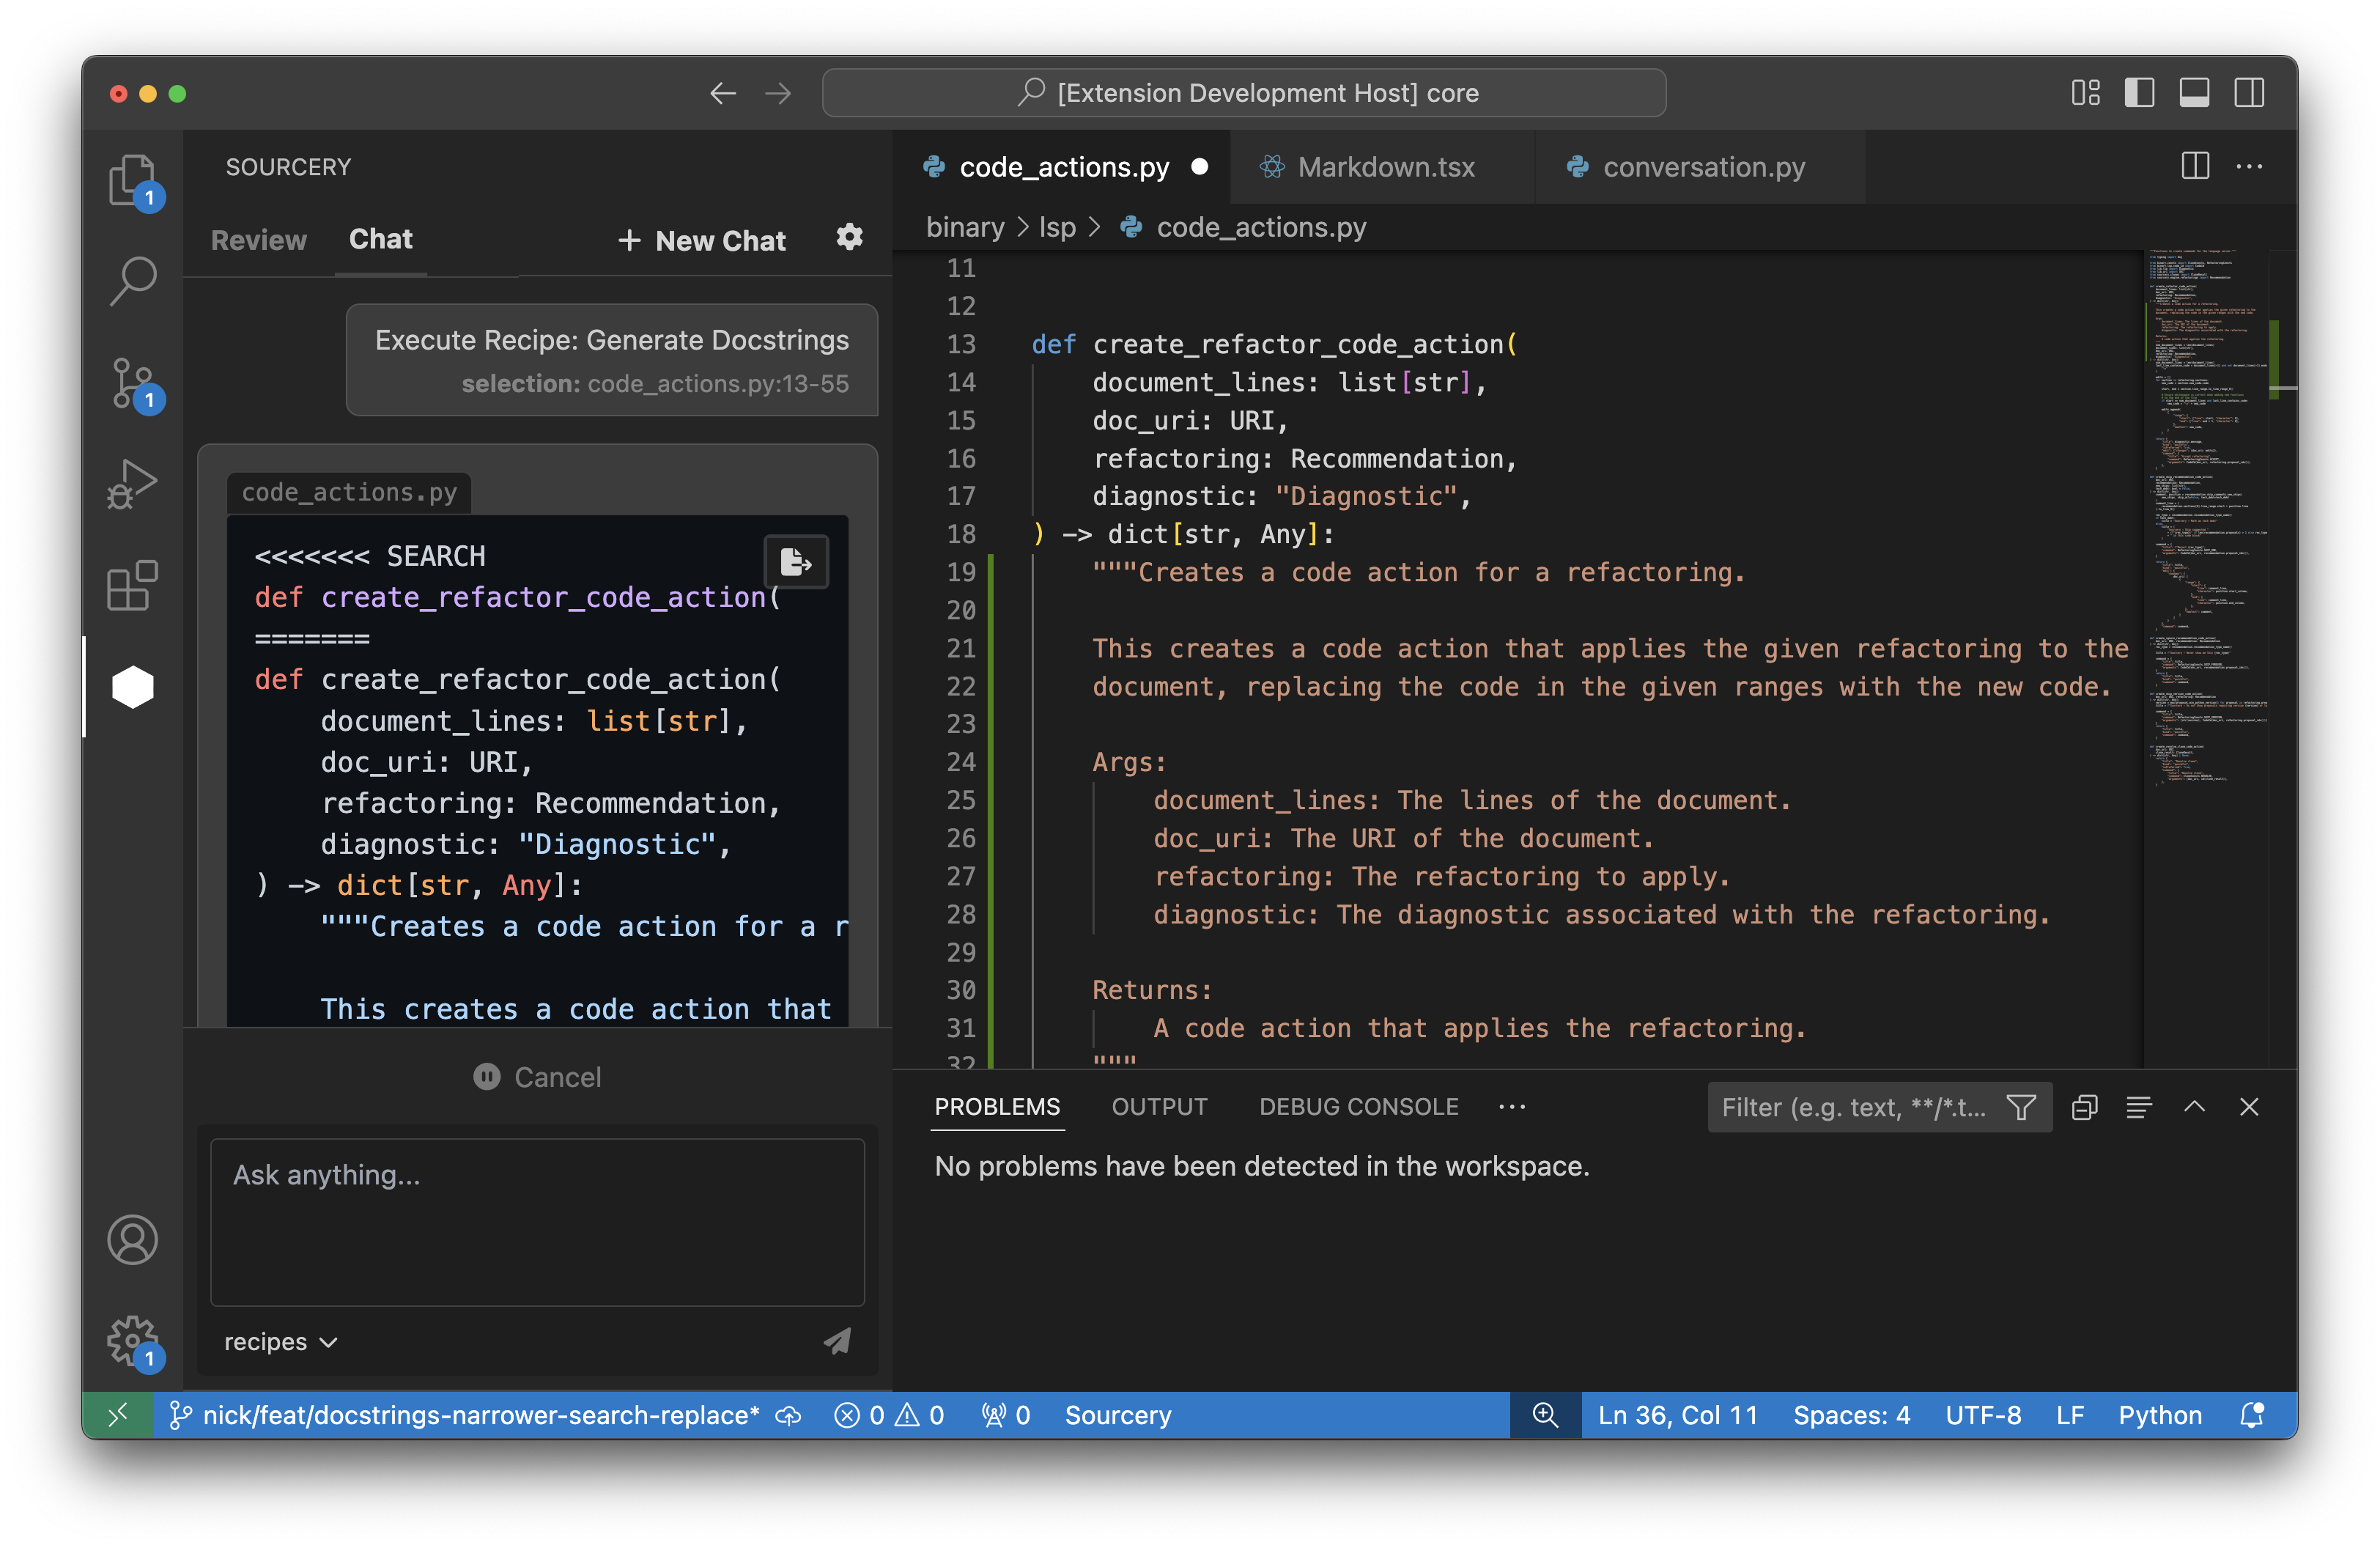 [Extension Development Host] core
SOURCERY
Review
Chat
+ New Chat
1
1
1
Execute Recipe: Generate Docstrings
selection: code_actions.py:13-55
code_actions.py
<<<<<<< SEARCH
def create_refactor_code_action(
=======
def create_refactor_code_action(
    document_lines: list[str],
    doc_uri: URI,
    refactoring: Recommendation,
    diagnostic: "Diagnostic",
) -> dict[str, Any]:
    """Creates a code action for a r
    This creates a code action that
Cancel
Ask anything...
recipes
code_actions.py
Markdown.tsx
conversation.py
binary > lsp > code_actions.py
11
12
13 def create_refactor_code_action(
14     document_lines: list[str],
15     doc_uri: URI,
16     refactoring: Recommendation,
17     diagnostic: "Diagnostic",
18 ) -> dict[str, Any]:
19     """Creates a code action for a refactoring.
20
21     This creates a code action that applies the given refactoring to the
22     document, replacing the code in the given ranges with the new code.
23
24     Args:
25         document_lines: The lines of the document.
26         doc_uri: The URI of the document.
27         refactoring: The refactoring to apply.
28         diagnostic: The diagnostic associated with the refactoring.
29
30     Returns:
31         A code action that applies the refactoring.
32     """
PROBLEMS
OUTPUT
DEBUG CONSOLE
Filter (e.g. text, **/*.t...
No problems have been detected in the workspace.
nick/feat/docstrings-narrower-search-replace*
0
0
0
Sourcery
Ln 36, Col 11
Spaces: 4
UTF-8
LF
Python